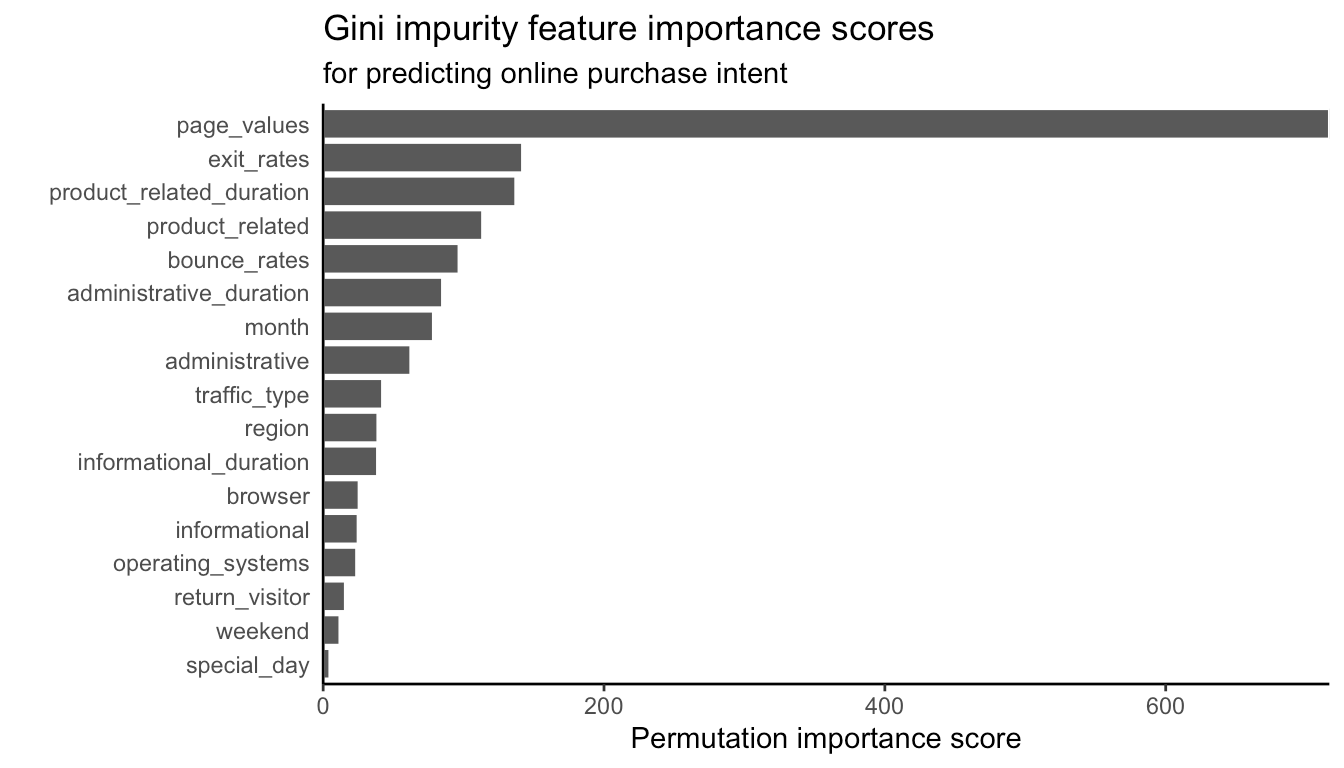 Gini impurity feature importance scores
for predicting online purchase intent
page_values
exit_rates
product_related_duration
product_related
bounce_rates
administrative_duration
month
administrative
traffic_type
region
informational_duration
browser
informational
operating_systems
return_visitor
weekend
special_day
0 200 400 600
Permutation importance score